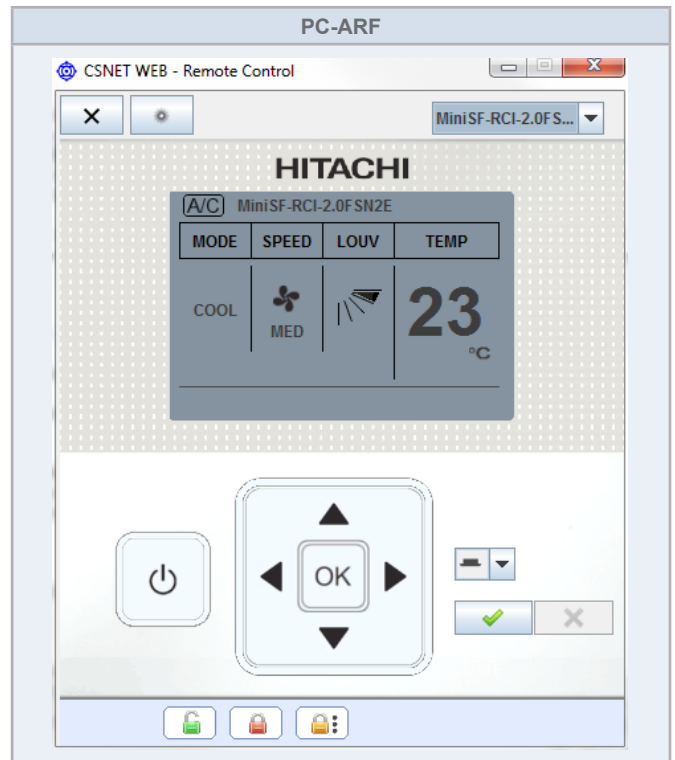 PC-ARF
CSNET WEB - Remote Control
MiniSF-RCI-2.0FS...
HITACHI
A/C MiniSF-RCI-2.0FSN2E
MODE SPEED LOUV TEMP
COOL MED 23 °C
OK